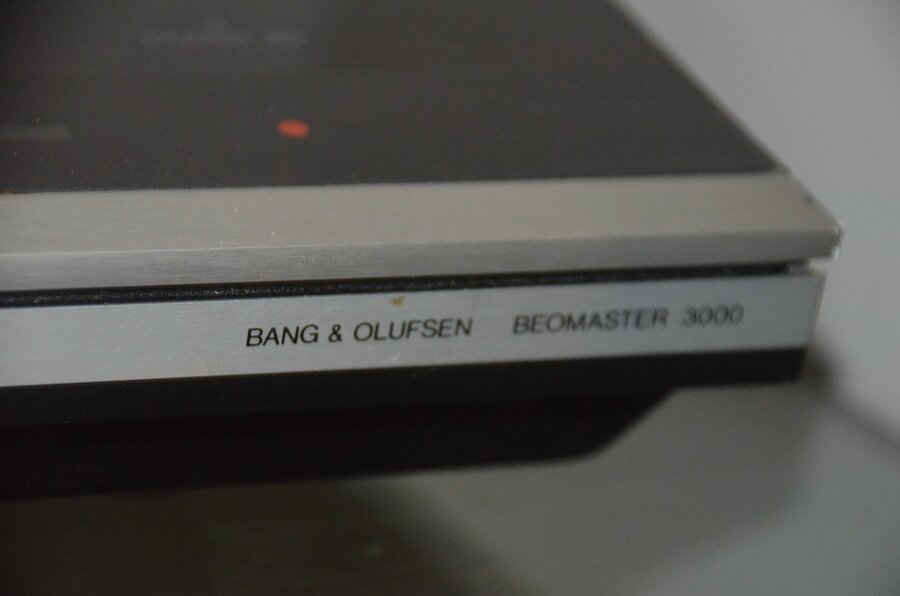 BANG & OLUFSEN BEOMASTER 3000